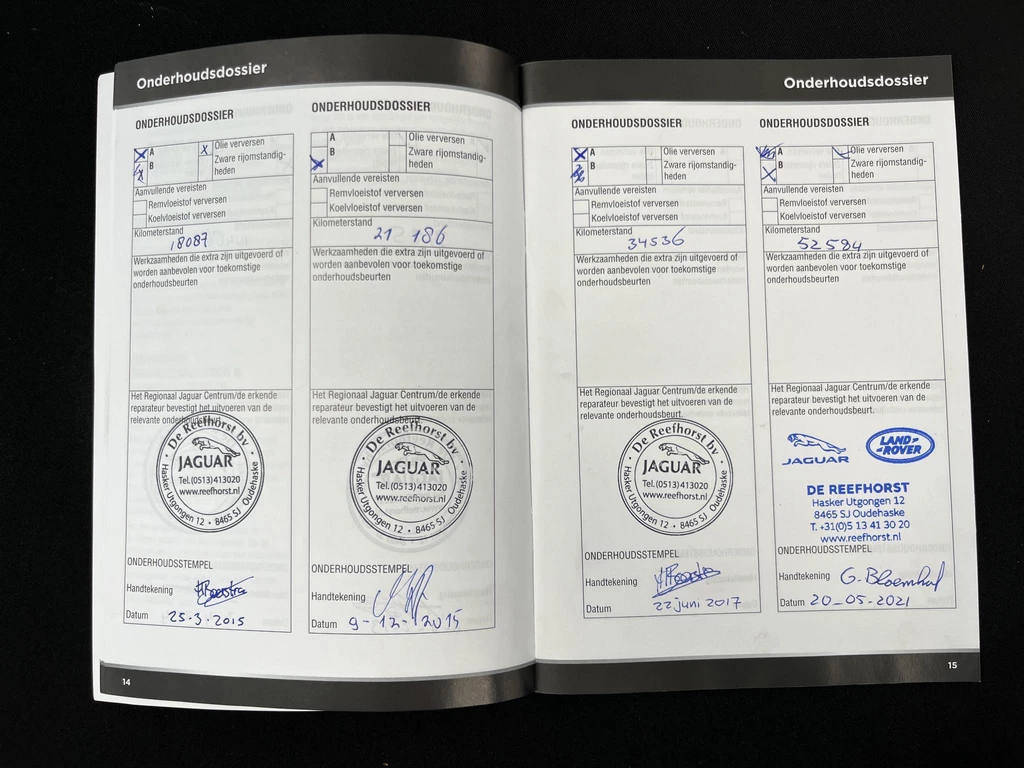 Onderhoudsdossier
ONDERHOUDSDOSSIER
X A
X B
X Olie verversen
Zware rijomstandig-
heden
Aanvullende vereisten
Remvloeistof verversen
Koelvloeistof verversen
Kilometerstand
18087
Werkzaamheden die extra zijn uitgevoerd of
worden aanbevolen voor toekomstige
onderhoudsbeurten
Het Regionaal Jaguar Centrum/de erkende
reparateur bevestigt het uitvoeren van de
relevante onderhoudsbeurt.
De Reefhorst bv
JAGUAR
Tel.(0513)413020
www.reefhorst.nl
Hasker Utgongen 12 • 8465 SJ Oudehaske
ONDERHOUDSSTEMPEL
Handtekening
Datum 25-3-2015
ONDERHOUDSDOSSIER
A
X B
Olie verversen
Zware rijomstandig-
heden
Aanvullende vereisten
Remvloeistof verversen
Koelvloeistof verversen
Kilometerstand
21 186
Werkzaamheden die extra zijn uitgevoerd of
worden aanbevolen voor toekomstige
onderhoudsbeurten
Het Regionaal Jaguar Centrum/de erkende
reparateur bevestigt het uitvoeren van de
relevante onderhoudsbeurt.
De Reefhorst bv
JAGUAR
Tel.(0513)413020
www.reefhorst.nl
Hasker Utgongen 12 • 8465 SJ Oudehaske
ONDERHOUDSSTEMPEL
Handtekening
Datum 9-12-2015
14
Onderhoudsdossier
ONDERHOUDSDOSSIER
X A
B
Olie verversen
Zware rijomstandig-
heden
Aanvullende vereisten
Remvloeistof verversen
Koelvloeistof verversen
Kilometerstand
34536
Werkzaamheden die extra zijn uitgevoerd of
worden aanbevolen voor toekomstige
onderhoudsbeurten
Het Regionaal Jaguar Centrum/de erkende
reparateur bevestigt het uitvoeren van de
relevante onderhoudsbeurt.
De Reefhorst bv
JAGUAR
Tel.(0513)413020
www.reefhorst.nl
Hasker Utgongen 12 • 8465 SJ Oudehaske
ONDERHOUDSSTEMPEL
Handtekening
Datum 22 juni 2017
ONDERHOUDSDOSSIER
A
X B
Olie verversen
Zware rijomstandig-
heden
Aanvullende vereisten
Remvloeistof verversen
Koelvloeistof verversen
Kilometerstand
52594
Werkzaamheden die extra zijn uitgevoerd of
worden aanbevolen voor toekomstige
onderhoudsbeurten
Het Regionaal Jaguar Centrum/de erkende
reparateur bevestigt het uitvoeren van de
relevante onderhoudsbeurt.
JAGUAR
LAND-
ROVER
DE REEFHORST
Hasker Utgongen 12
8465 SJ Oudehaske
T. +31(0)5 13 41 30 20
www.reefhorst.nl
ONDERHOUDSSTEMPEL
Handtekening G. Bloemhof
Datum 20-05-2021
15